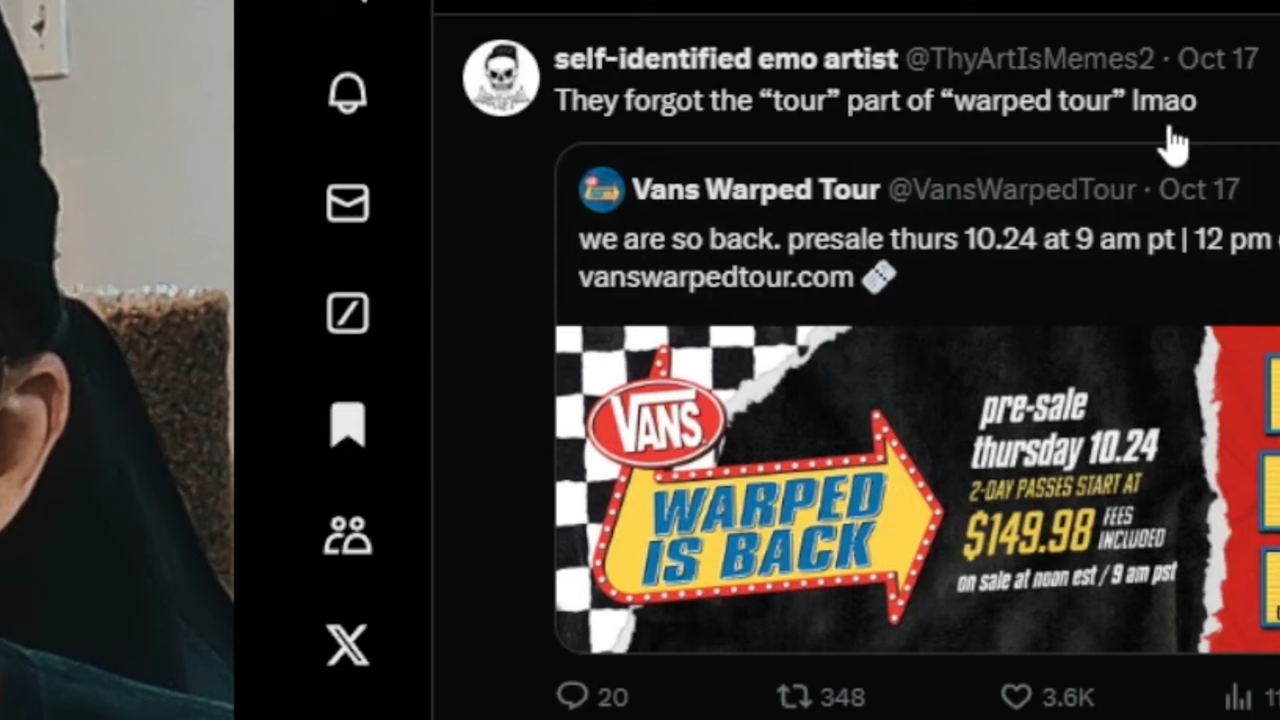 self-identified emo artist @ThyArtIsMemes2 · Oct 17
They forgot the “tour” part of “warped tour” lmao
Vans Warped Tour @VansWarpedTour · Oct 17
we are so back. presale thurs 10.24 at 9 am pt | 12 pm
vanswarpedtour.com
VANS
WARPED
IS BACK
pre-sale
thursday 10.24
2-DAY PASSES START AT
$149.98 FEES
INCLUDED
on sale at noon est / 9 am pst
20 348 3.6K